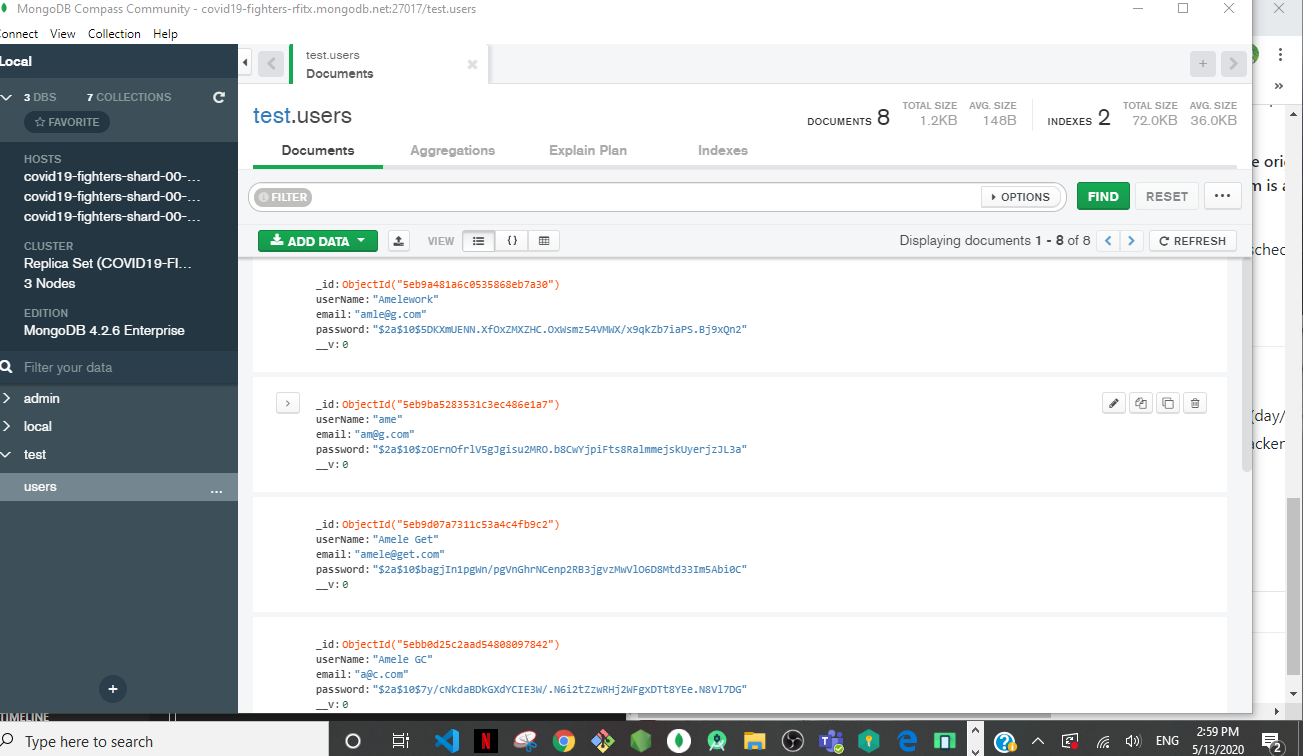 MongoDB Compass Community - covid19-fighters-rfitx.mongodb.net:27017/test.users
onnect View Collection Help
Local
3 DBS 7 COLLECTIONS
FAVORITE
HOSTS
covid19-fighters-shard-00-...
covid19-fighters-shard-00-...
covid19-fighters-shard-00-...
CLUSTER
Replica Set (COVID19-FI...
3 Nodes
EDITION
MongoDB 4.2.6 Enterprise
Filter your data
admin
local
test
users
...
test.users
Documents
test.users
DOCUMENTS 8 TOTAL SIZE 1.2KB AVG. SIZE 148B INDEXES 2 TOTAL SIZE 72.0KB AVG. SIZE 36.0KB
Documents Aggregations Explain Plan Indexes
FILTER OPTIONS FIND RESET ...
ADD DATA VIEW {} Displaying documents 1 - 8 of 8 < > REFRESH
_id: ObjectId("5eb9a481a6c0535868eb7a30")
userName: "Amelework"
email: "amle@g.com"
password: "$2a$10$5DKXmUENN.XfOxZMXZHC.OxWsmz54VMWX/x9qkZb7iaPS.Bj9xQn2"
__v: 0
_id: ObjectId("5eb9ba5283531c3ec486e1a7")
userName: "ame"
email: "am@g.com"
password: "$2a$10$zOErnOfrlV5gJgisu2MRO.b8CwYjpiFts8RalmmejskUyerjzJL3a"
__v: 0
_id: ObjectId("5eb9d07a7311c53a4c4fb9c2")
userName: "Amele Get"
email: "amele@get.com"
password: "$2a$10$bagjIn1pgWn/pgVnGhrNCenp2RB3jgvzMwVlO6D8Mtd33Im5Abi0C"
__v: 0
_id: ObjectId("5ebb0d25c2aad54808097842")
userName: "Amele GC"
email: "a@c.com"
password: "$2a$10$7y/cNkdaBDkGXdYCIE3W/.N6i2tZzwRHj2WFgxDTt8YEe.N8Vl7DG"
__v: 0
e ori
m is a
sched
(day/
acker
TIMELINE
Type here to search
ENG
2:59 PM
5/13/2020
2